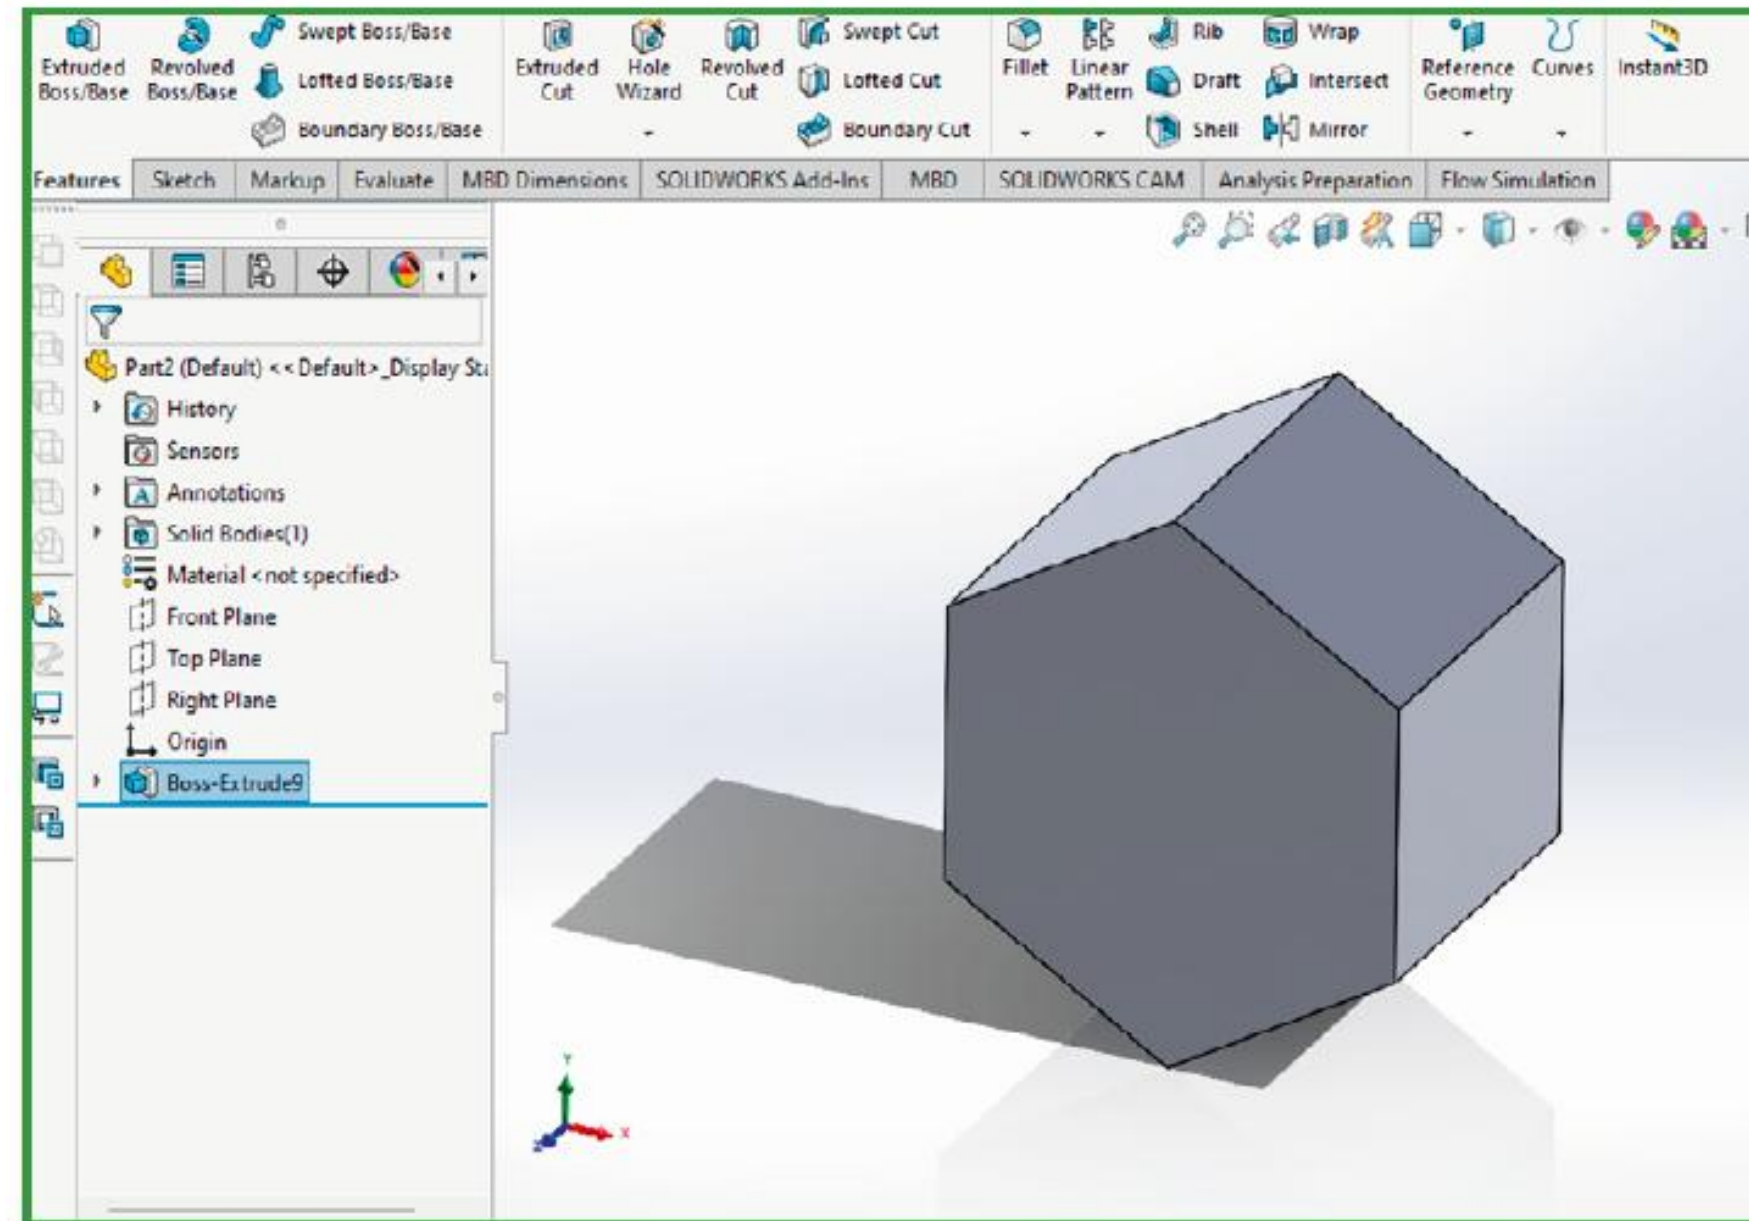 Extruded Boss/Base
Revolved Boss/Base
Swept Boss/Base
Lofted Boss/Base
Boundary Boss/Base
Extruded Cut
Hole Wizard
Revolved Cut
Swept Cut
Lofted Cut
Boundary Cut
Fillet
Linear Pattern
Rib
Draft
Shell
Wrap
Intersect
Mirror
Reference Geometry
Curves
Instant3D
Features
Sketch
Markup
Evaluate
MBD Dimensions
SOLIDWORKS Add-Ins
MBD
SOLIDWORKS CAM
Analysis Preparation
Flow Simulation
Part2 (Default) <<Default>_Display Sta
History
Sensors
Annotations
Solid Bodies(1)
Material <not specified>
Front Plane
Top Plane
Right Plane
Origin
Boss-Extrude9
Y
X
Z